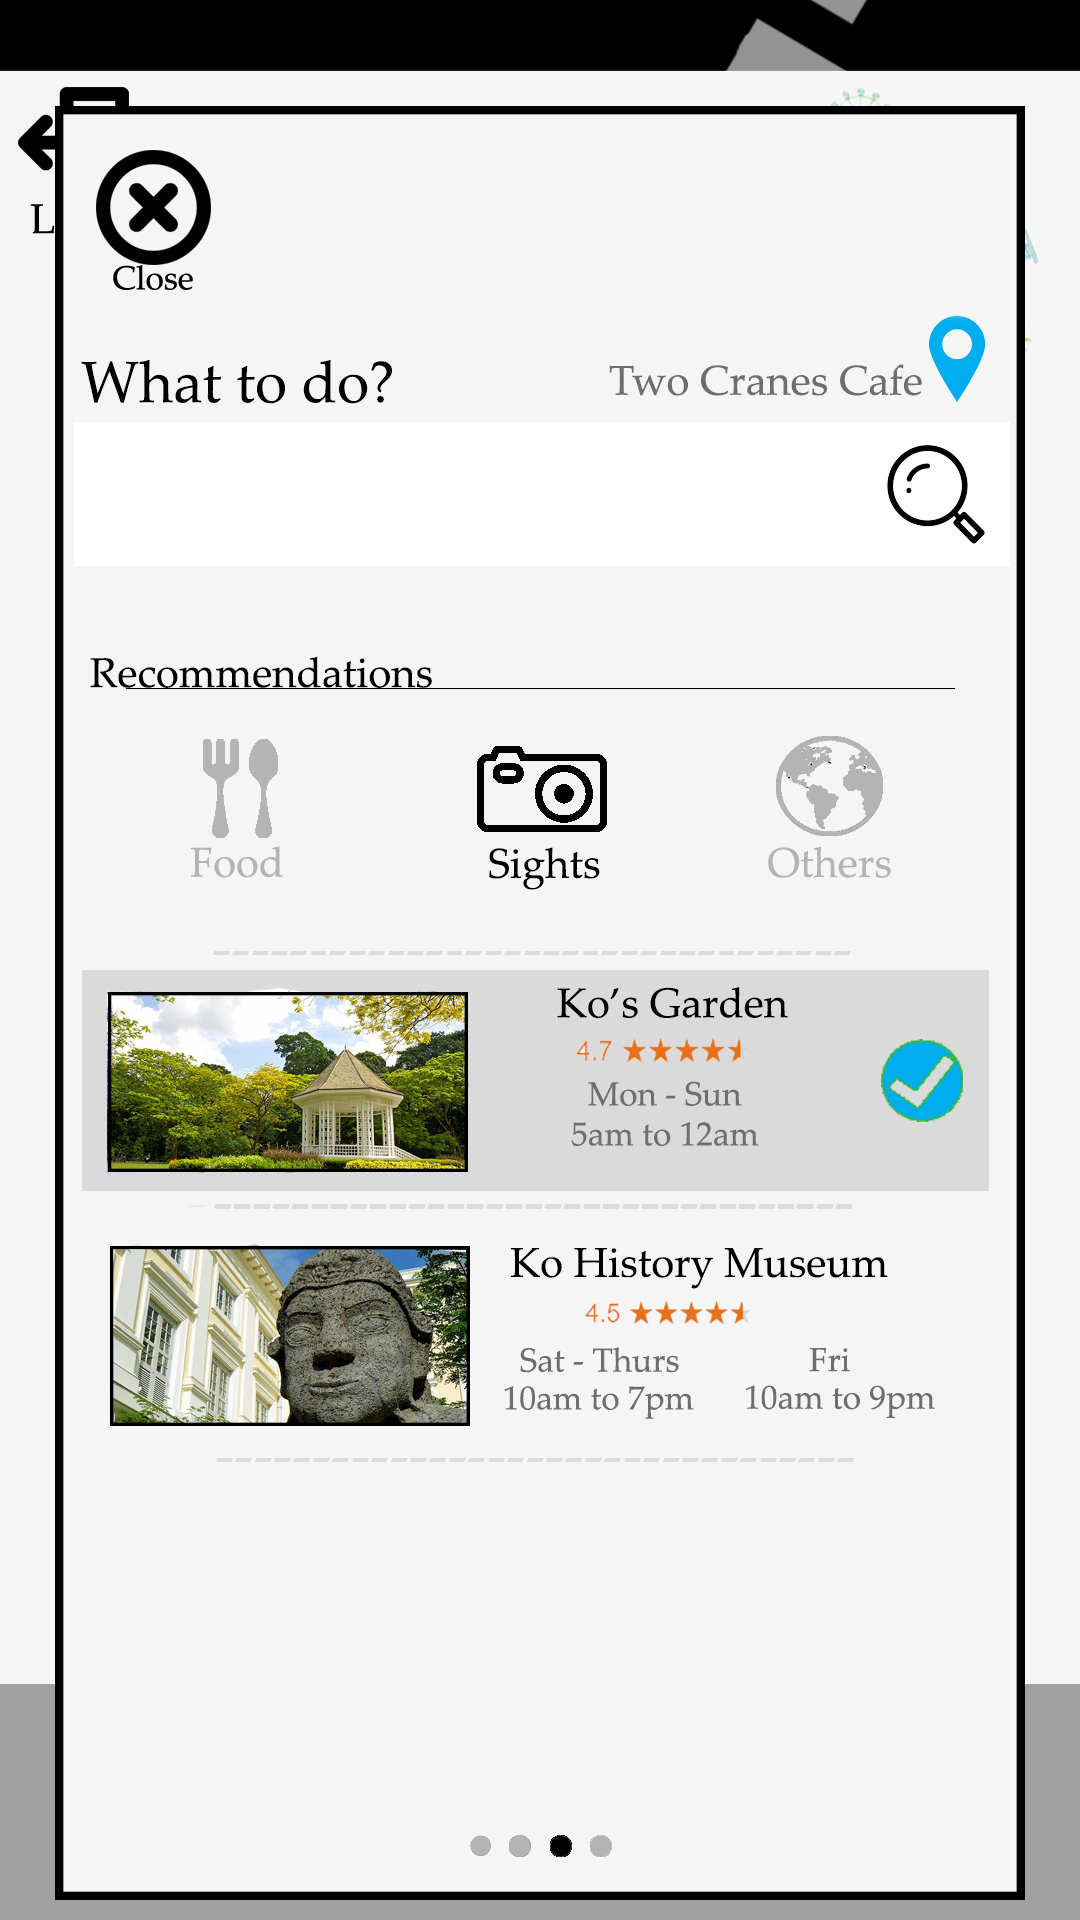 L
Close
What to do?
Two Cranes Cafe
Recommendations
Food
Sights
Others
Ko’s Garden
4.7
Mon - Sun
5am to 12am
Ko History Museum
4.5
Sat - Thurs
10am to 7pm
Fri
10am to 9pm